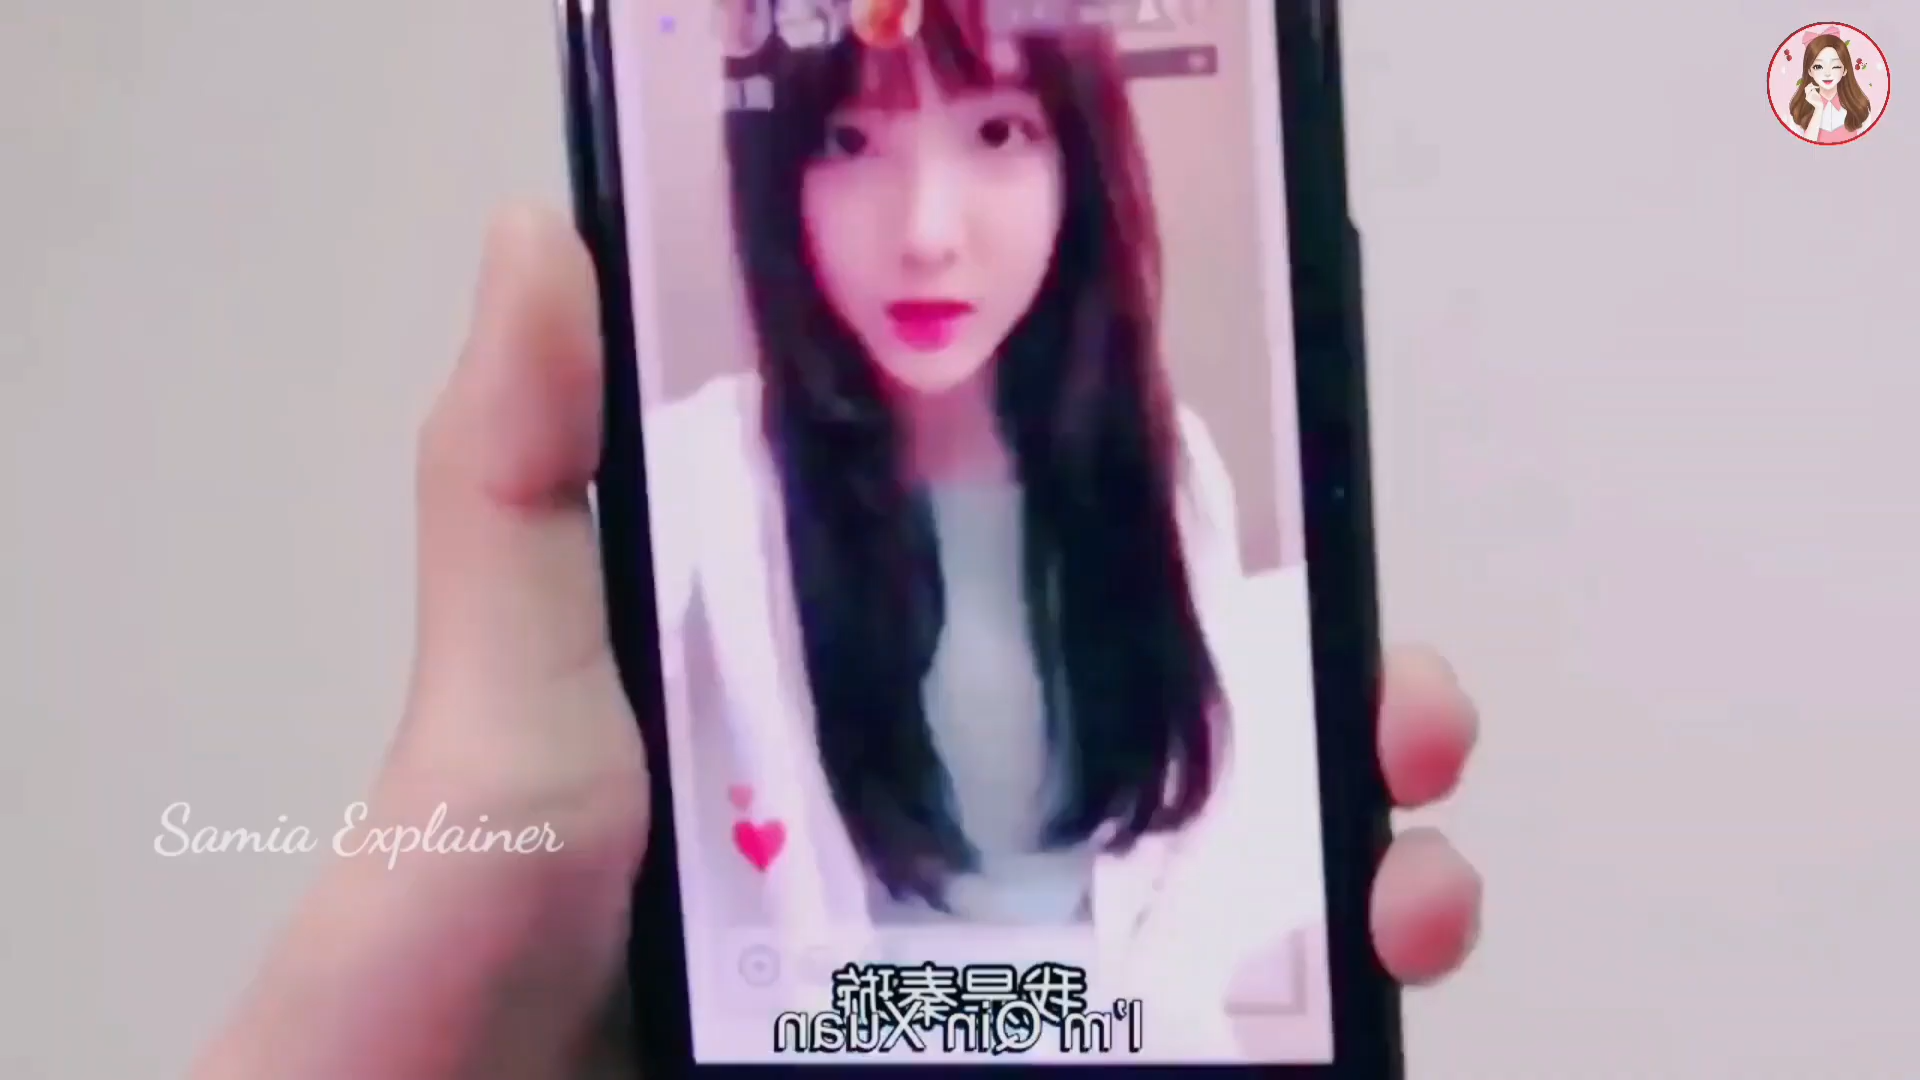 Samia Explainer
我是秦璇
I'm Qin Xuan